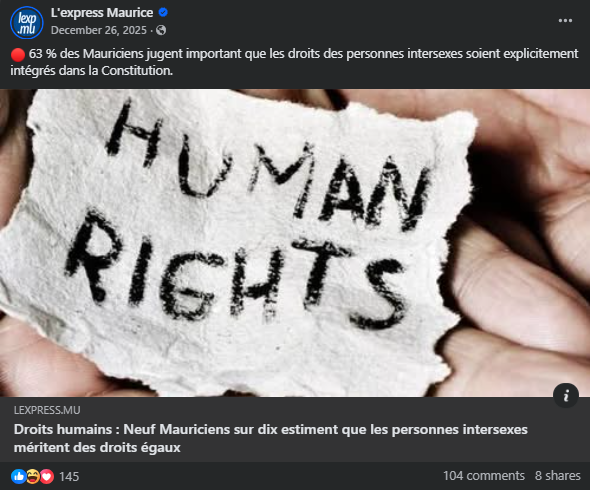 lexp
.mu
L'express Maurice
December 26, 2025 ·
🔴 63 % des Mauriciens jugent important que les droits des personnes intersexes soient explicitement
intégrés dans la Constitution.
HUMAN
RIGHTS
LEXPRESS.MU
Droits humains : Neuf Mauriciens sur dix estiment que les personnes intersexes
méritent des droits égaux
145
104 comments 8 shares